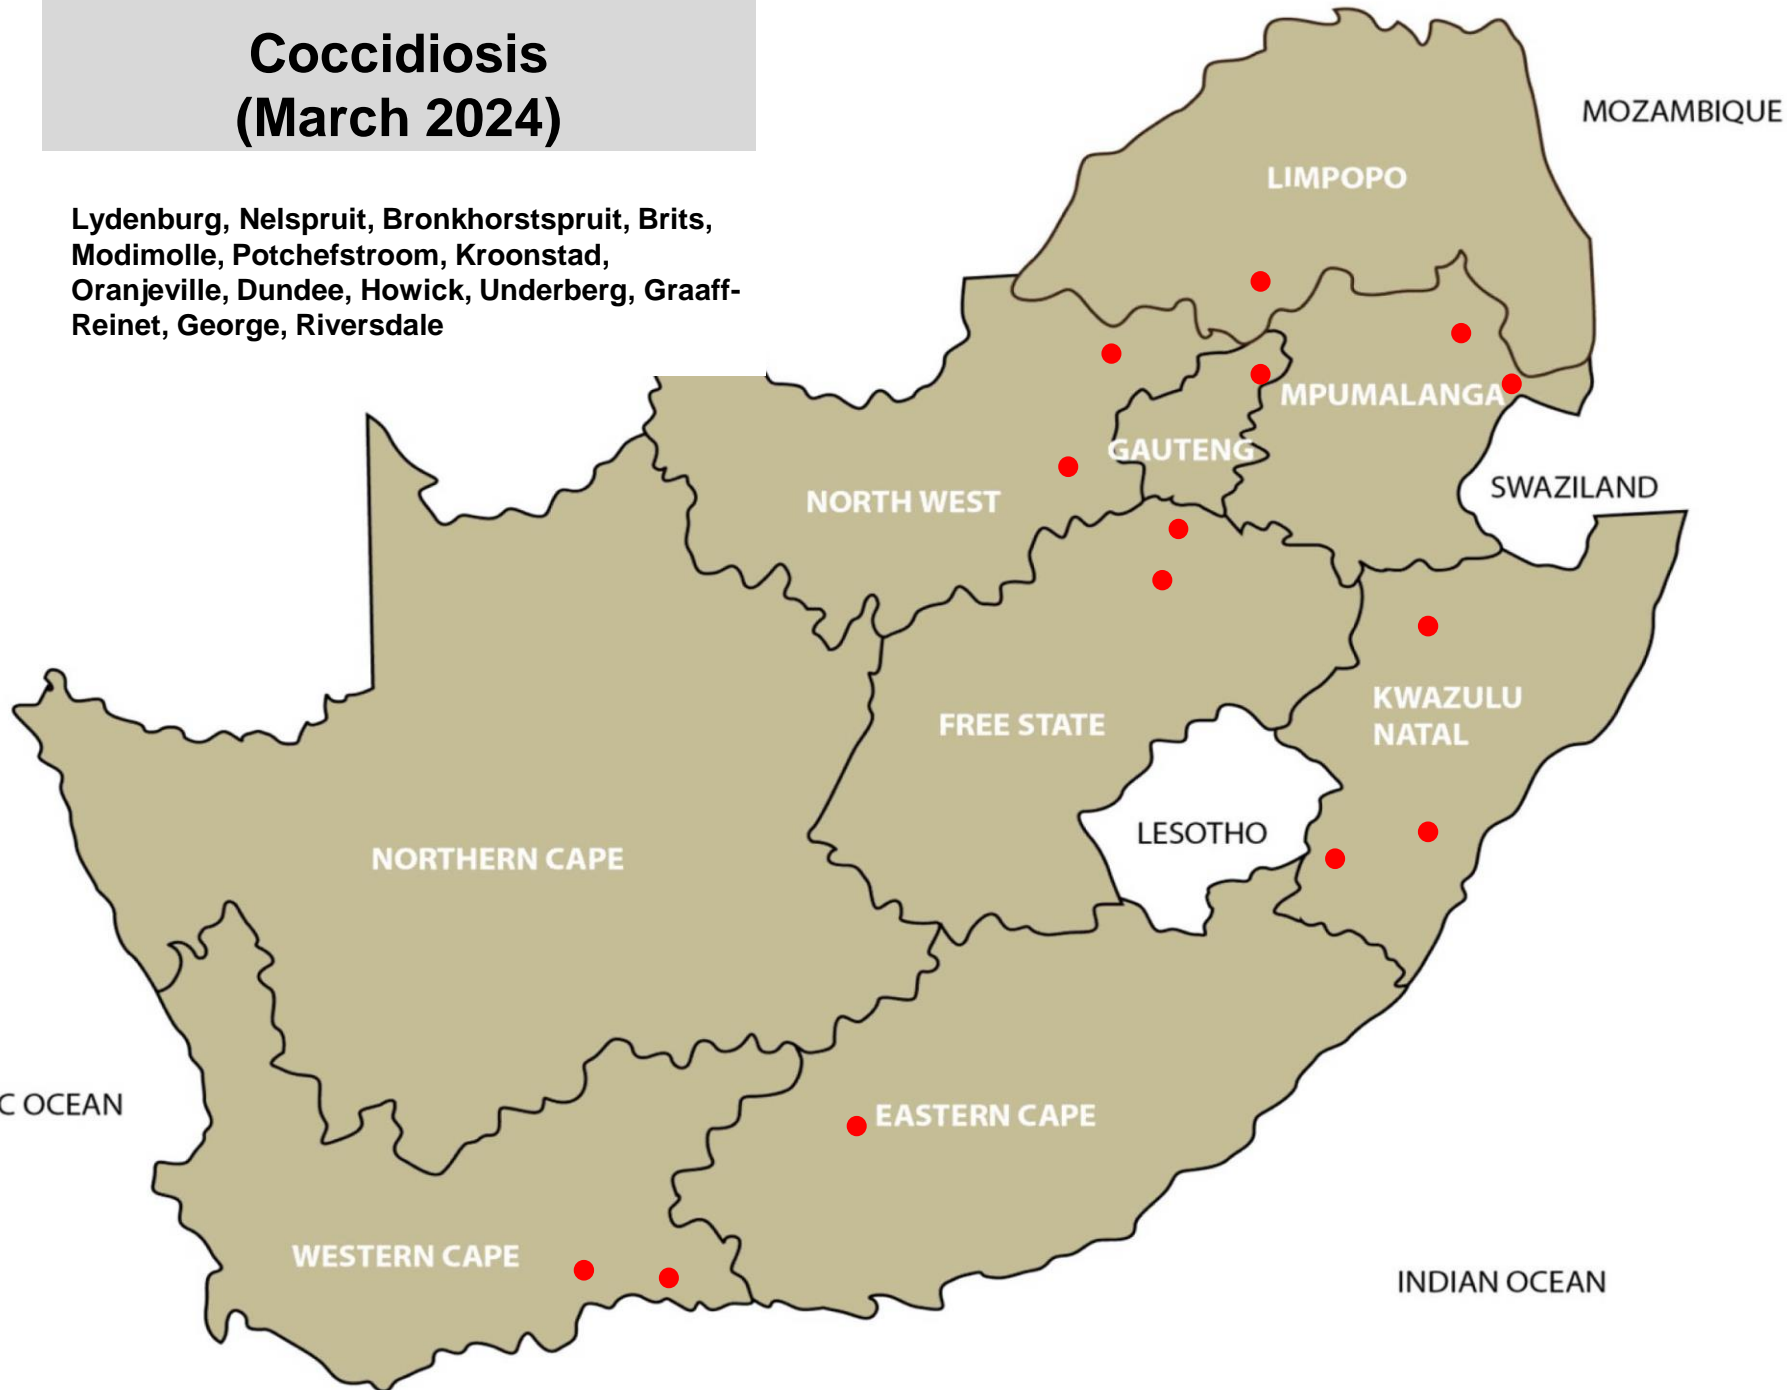 Coccidiosis
(March 2024)
Lydenburg, Nelspruit, Bronkhorstspruit, Brits,
Modimolle, Potchefstroom, Kroonstad,
Oranjeville, Dundee, Howick, Underberg, Graaff-
Reinet, George, Riversdale
MOZAMBIQUE
LIMPOPO
MPUMALANGA
GAUTENG
NORTH WEST
SWAZILAND
KWAZULU
NATAL
FREE STATE
LESOTHO
NORTHERN CAPE
C OCEAN
EASTERN CAPE
WESTERN CAPE
INDIAN OCEAN